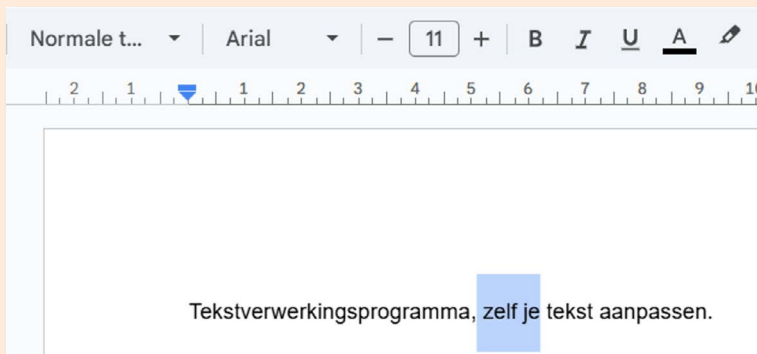 Normale t... Arial 11 B I U A
2 1 1 2 3 4 5 6 7 8 9
Tekstverwerkingsprogramma, zelf je tekst aanpassen.